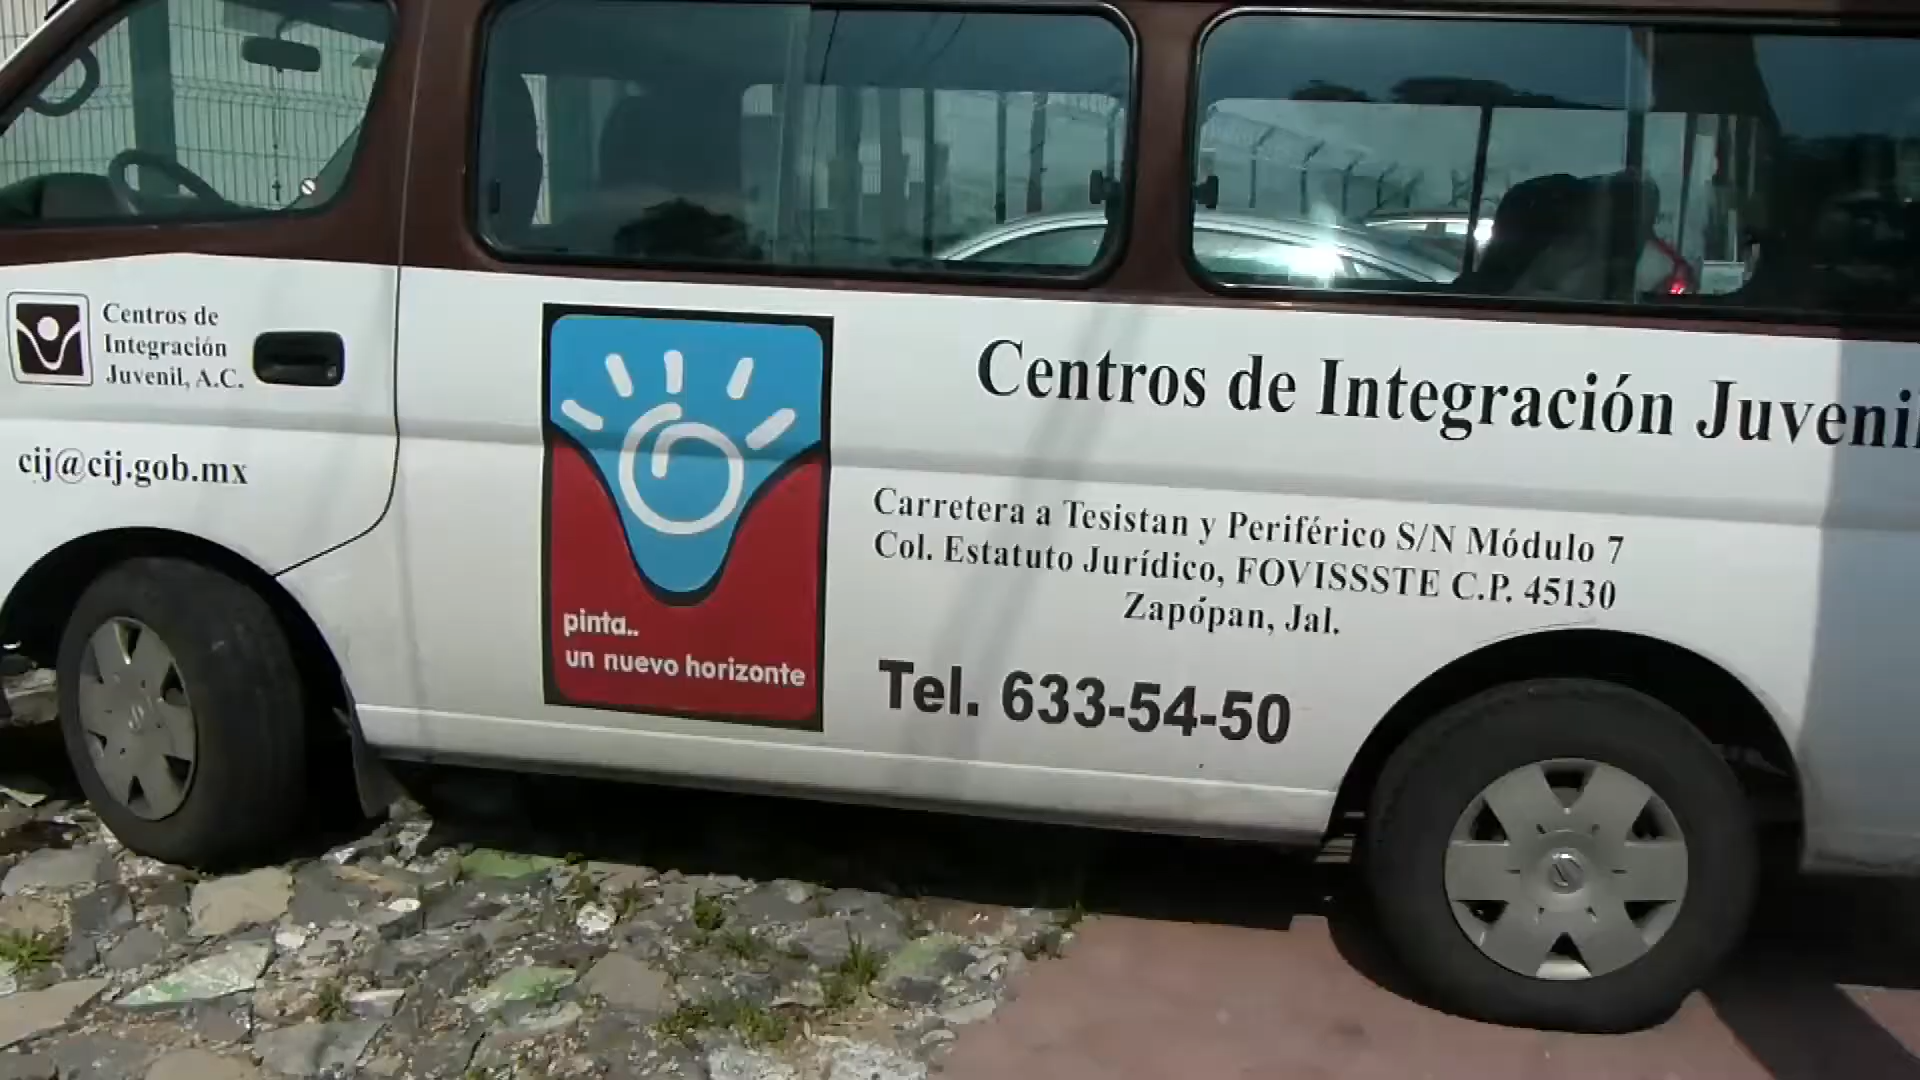 Centros de
Integración
Juvenil, A.C.
cij@cij.gob.mx
pinta..
un nuevo horizonte
Centros de Integración Juvenil
Carretera a Tesistan y Periférico S/N Módulo 7
Col. Estatuto Jurídico, FOVISSSTE C.P. 45130
Zapópan, Jal.
Tel. 633-54-50